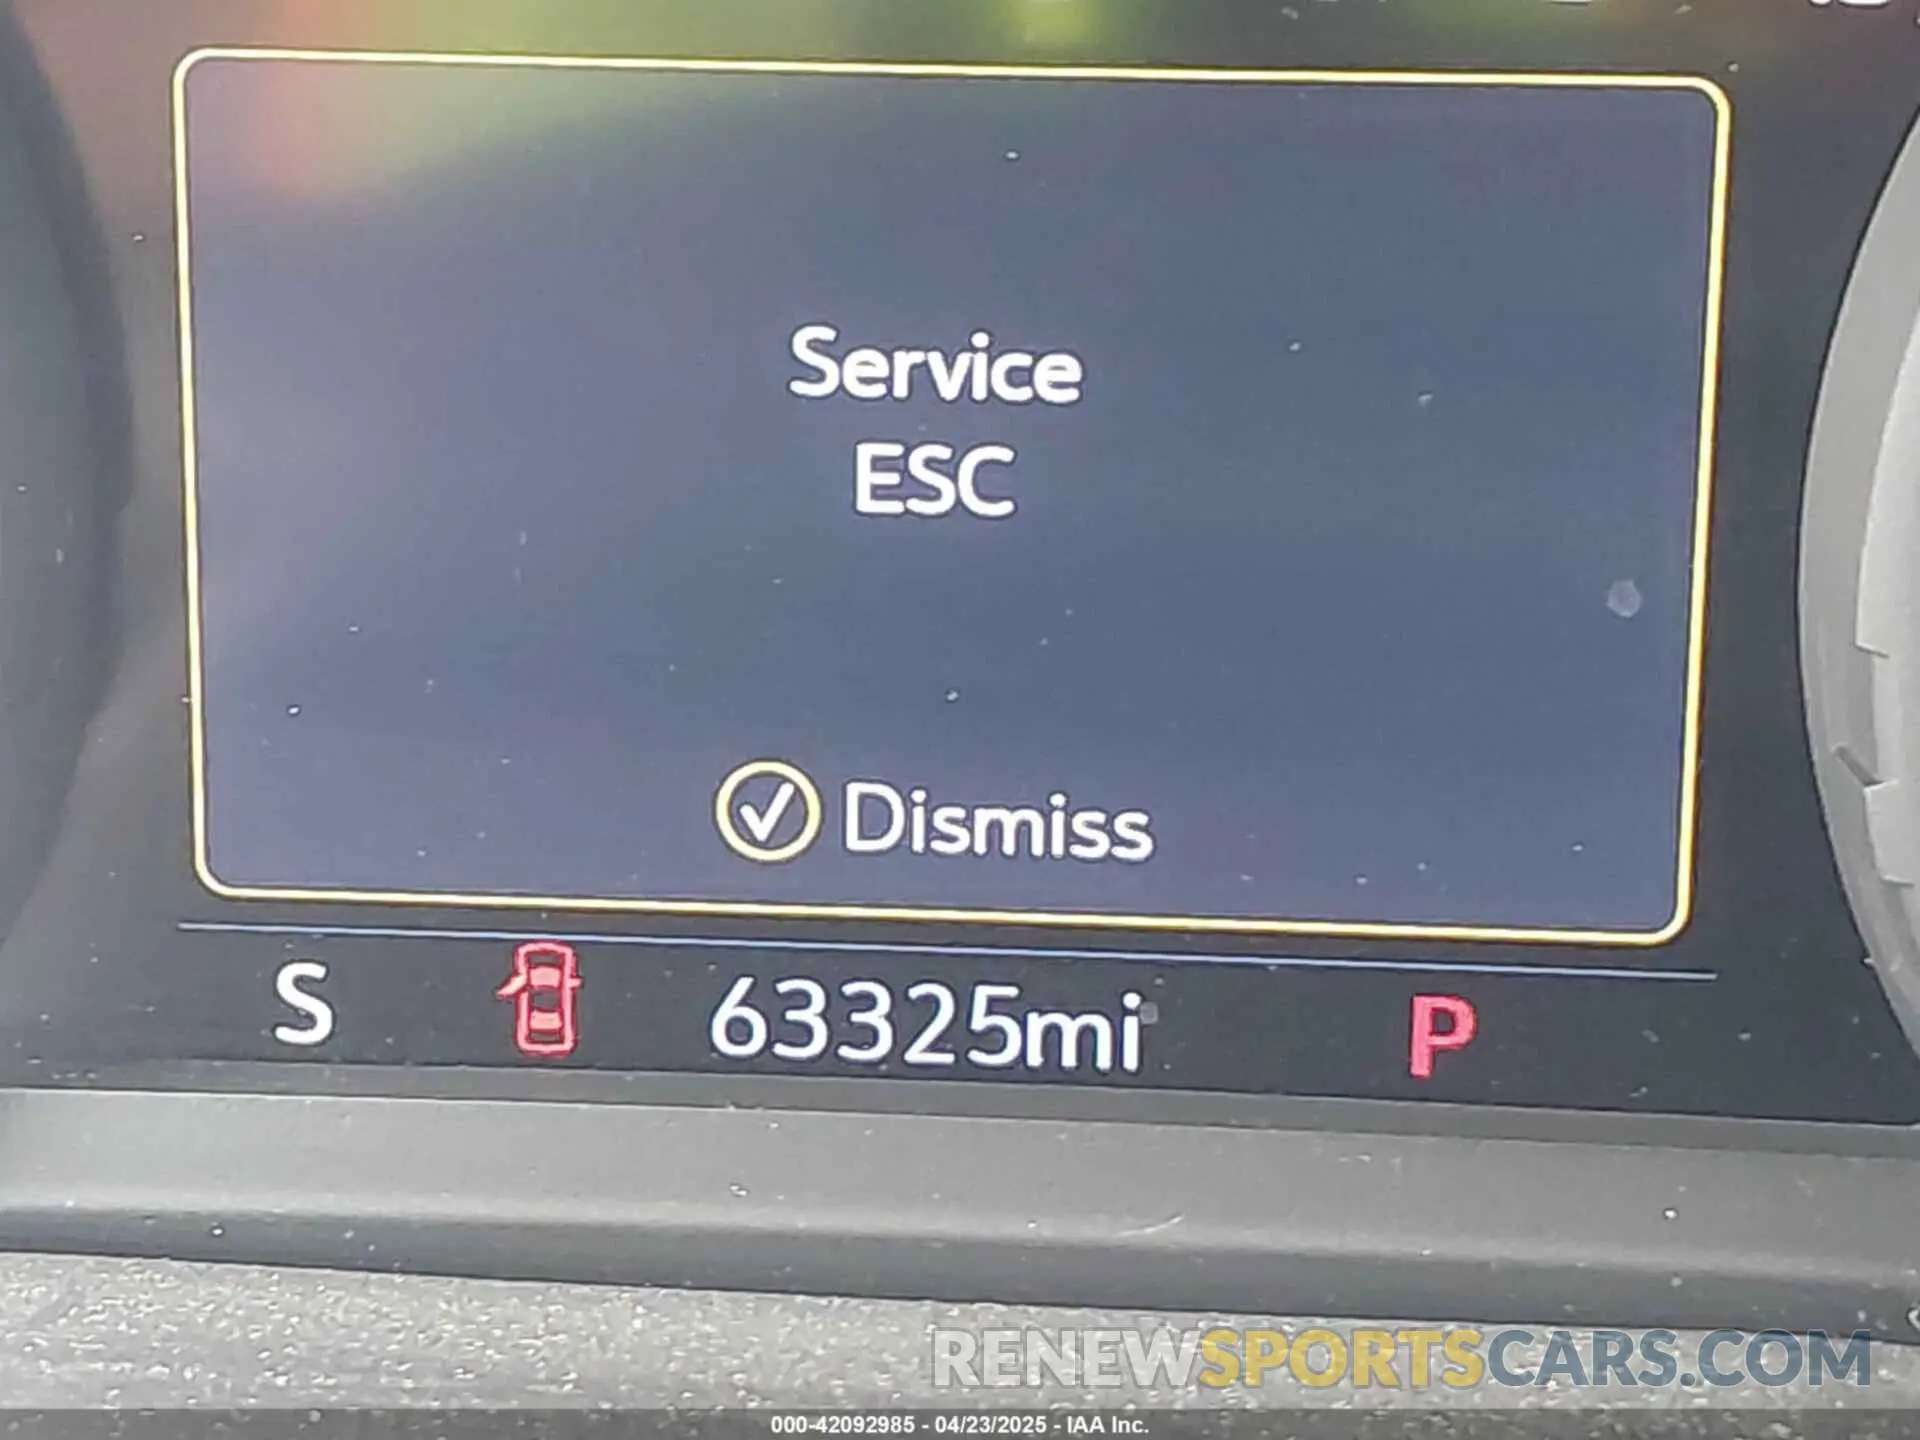 Service
ESC
Dismiss
S 63325mi P
RENEWSPORTSCARS.COM
000-42092985 - 04/23/2025 - IAA Inc.